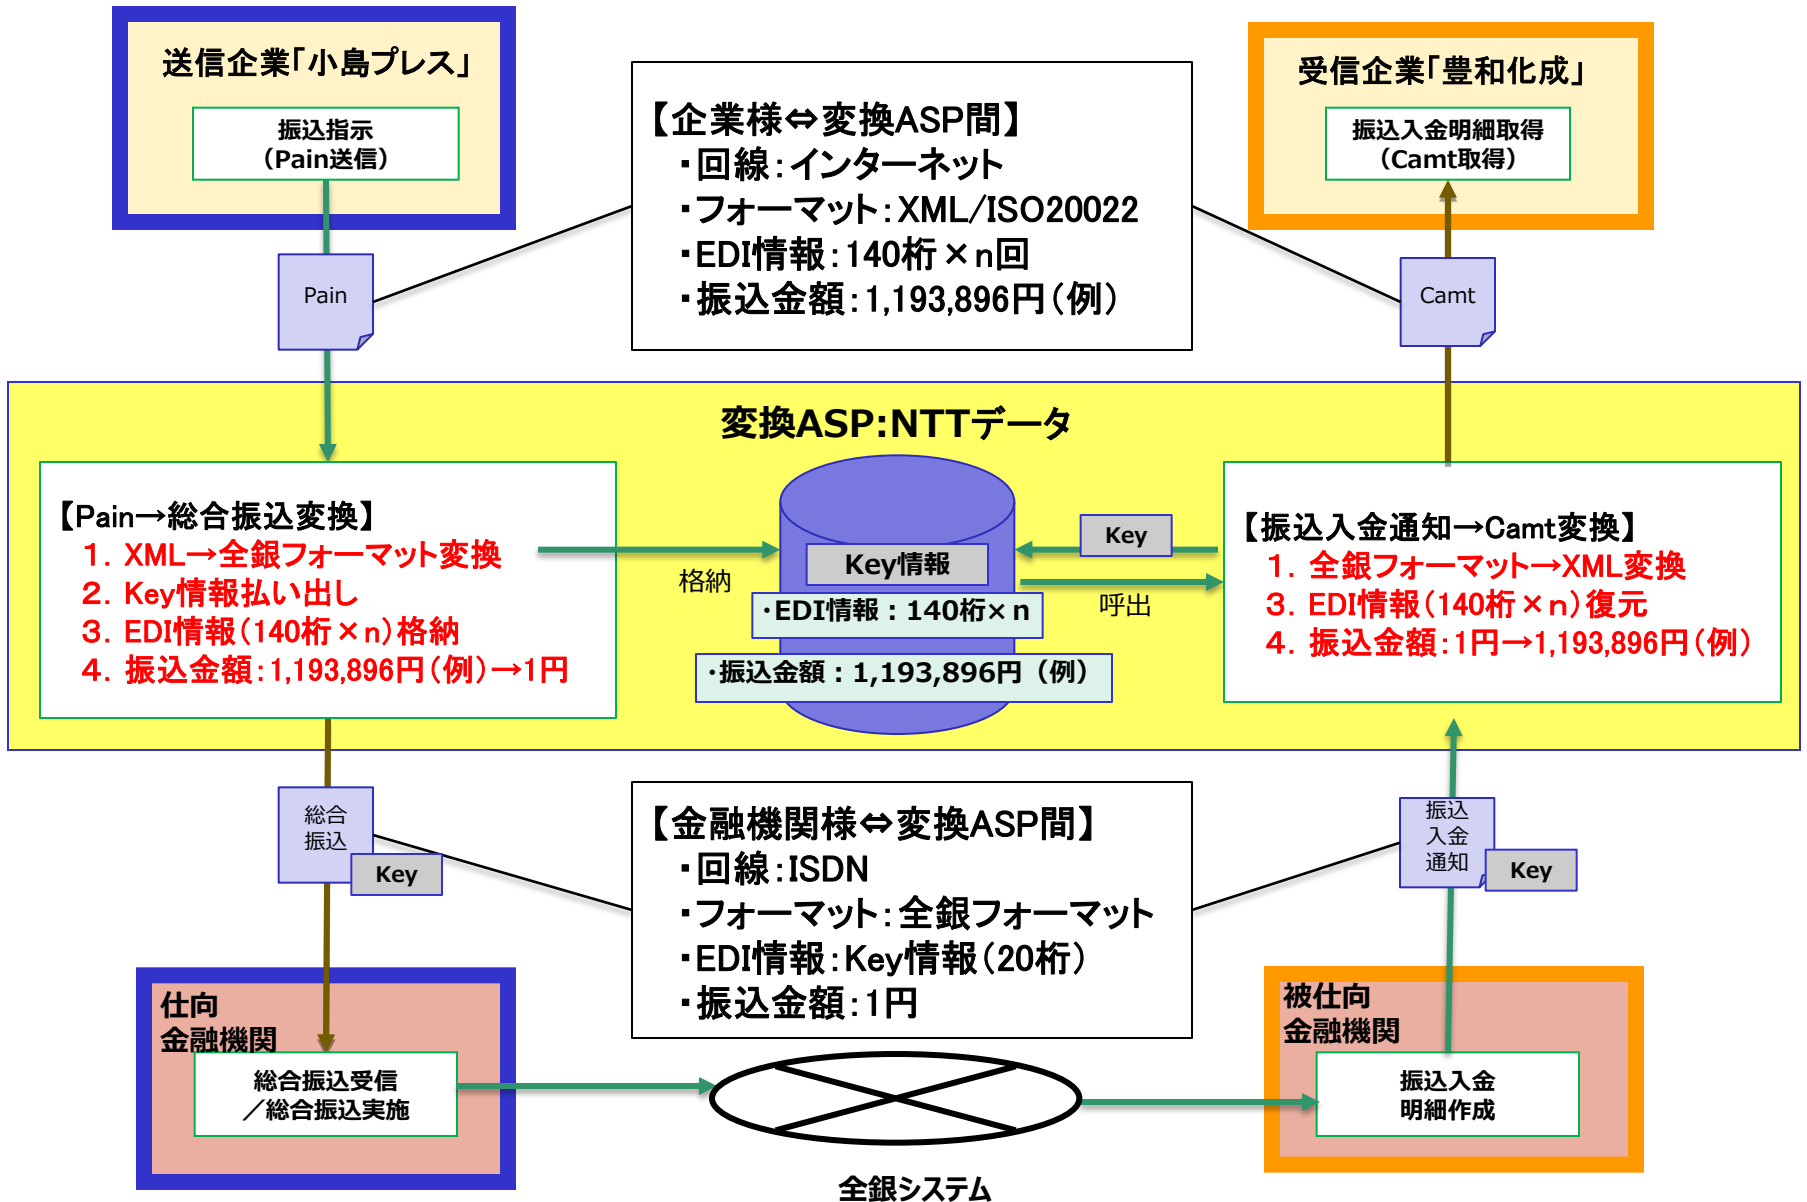 送信企業「小島プレス」
振込指示
（Pain送信）
受信企業「豊和化成」
振込入金明細取得
（Camt取得）
【企業様⇔変換ASP間】
・回線：インターネット
・フォーマット：XML/ISO20022
・EDI情報：140桁×n回
・振込金額：1,193,896円（例）
Pain
Camt
変換ASP:NTTデータ
【Pain→総合振込変換】
１．XML→全銀フォーマット変換
２．Key情報払い出し
３．EDI情報（140桁×n）格納
４．振込金額：1,193,896円（例）→1円
格納
Key情報
・EDI情報：140桁×n
・振込金額：1,193,896円（例）
Key
呼出
【振込入金通知→Camt変換】
１．全銀フォーマット→XML変換
３．EDI情報（140桁×ｎ）復元
４．振込金額：1円→1,193,896円（例）
総合
振込
Key
【金融機関様⇔変換ASP間】
・回線：ISDN
・フォーマット：全銀フォーマット
・EDI情報：Key情報（20桁）
・振込金額：1円
振込
入金
通知
Key
仕向
金融機関
総合振込受信
／総合振込実施
被仕向
金融機関
振込入金
明細作成
全銀システム